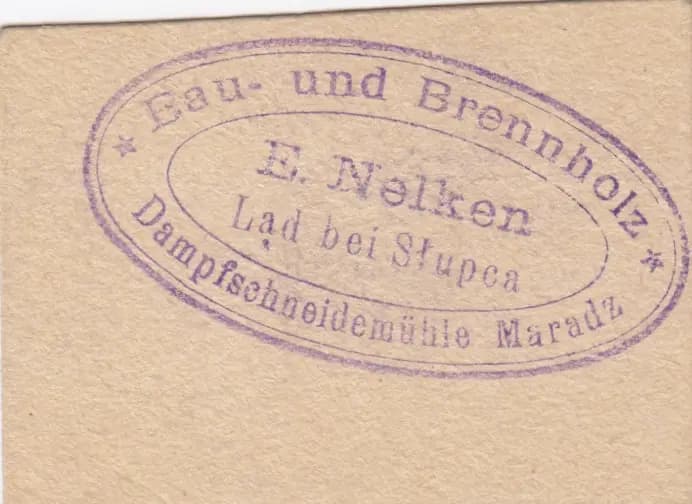 * Bau- und Brennholz *
E. Nelken
Ląd bei Słupca
Dampfschneidemühle Maradz